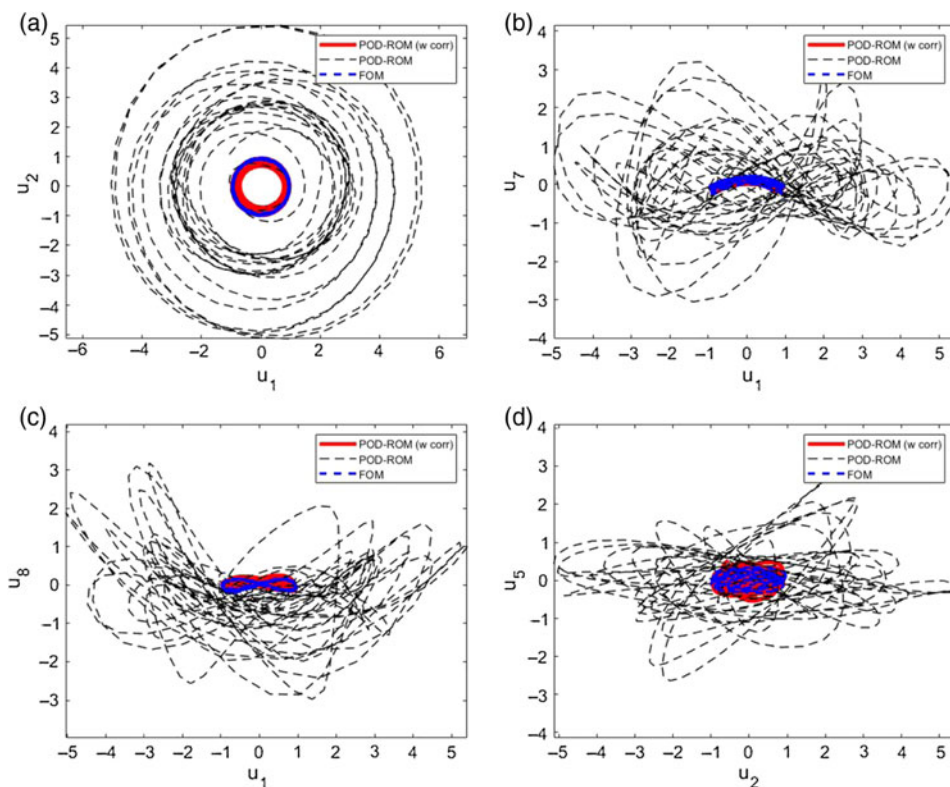 (a)
5
4
3
2
1
0
–1
–2
–3
–4
–5
u2
–6 –4 –2 0 2 4 6
u1
POD-ROM (w corr)
POD-ROM
FOM
(b)
4
3
2
1
0
–1
–2
–3
–4
u7
–5 –4 –3 –2 –1 0 1 2 3 4 5
u1
POD-ROM (w corr)
POD-ROM
FOM
(c)
4
3
2
1
0
–1
–2
–3
u8
–5 –4 –3 –2 –1 0 1 2 3 4 5
u1
POD-ROM (w corr)
POD-ROM
FOM
(d)
4
3
2
1
0
–1
–2
–3
–4
u5
–5 –4 –3 –2 –1 0 1 2 3 4 5
u2
POD-ROM (w corr)
POD-ROM
FOM